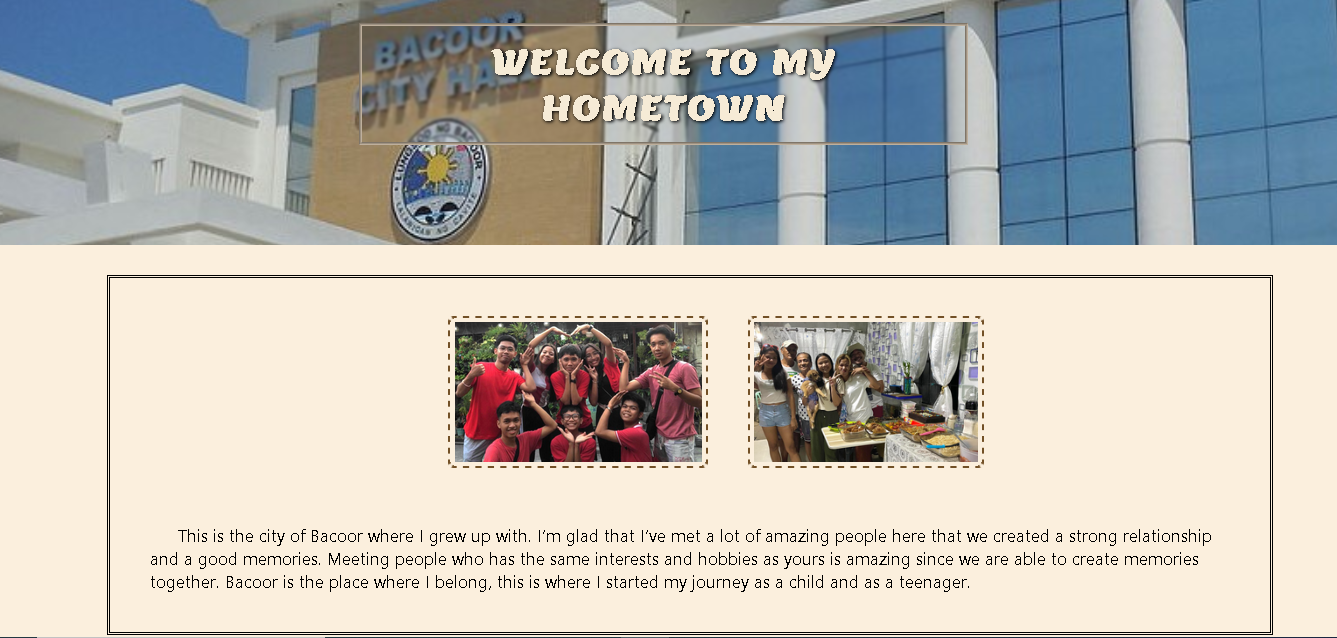 BACOOR
CITY HALL
WELCOME TO MY
HOMETOWN
LUNGSOD NG BACOOR
LALAWIGAN NG CAVITE
This is the city of Bacoor where I grew up with. I’m glad that I’ve met a lot of amazing people here that we created a strong relationship
and a good memories. Meeting people who has the same interests and hobbies as yours is amazing since we are able to create memories
together. Bacoor is the place where I belong, this is where I started my journey as a child and as a teenager.